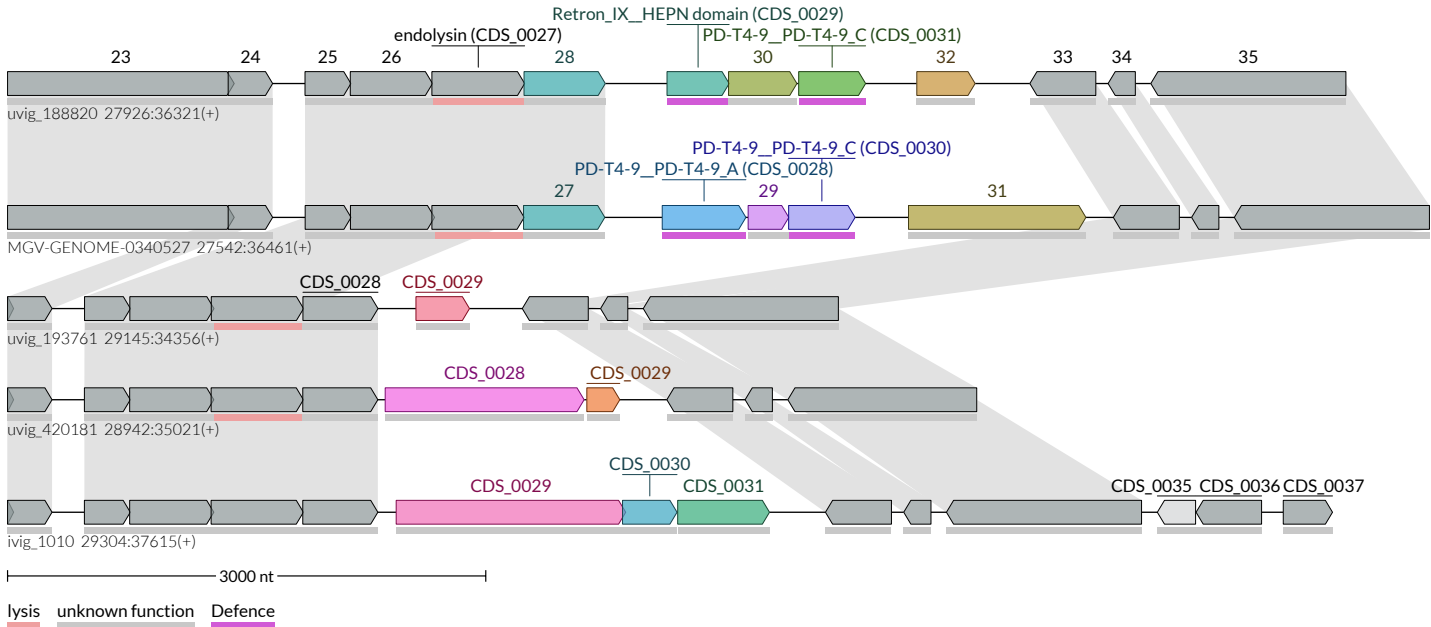 Retron_IX__HEPN domain (CDS_0029)
endolysin (CDS_0027) PD-T4-9__PD-T4-9_C (CDS_0031)
23 24 25 26 28 30 32 33 34 35
uvig_188820 27926:36321(+)
PD-T4-9__PD-T4-9_C (CDS_0030)
PD-T4-9__PD-T4-9_A (CDS_0028)
27 29 31
MGV-GENOME-0340527 27542:36461(+)
CDS_0028 CDS_0029
uvig_193761 29145:34356(+)
CDS_0028 CDS_0029
uvig_420181 28942:35021(+)
CDS_0030
CDS_0029 CDS_0031 CDS_0035 CDS_0036 CDS_0037
ivig_1010 29304:37615(+)
3000 nt
lysis unknown function Defence